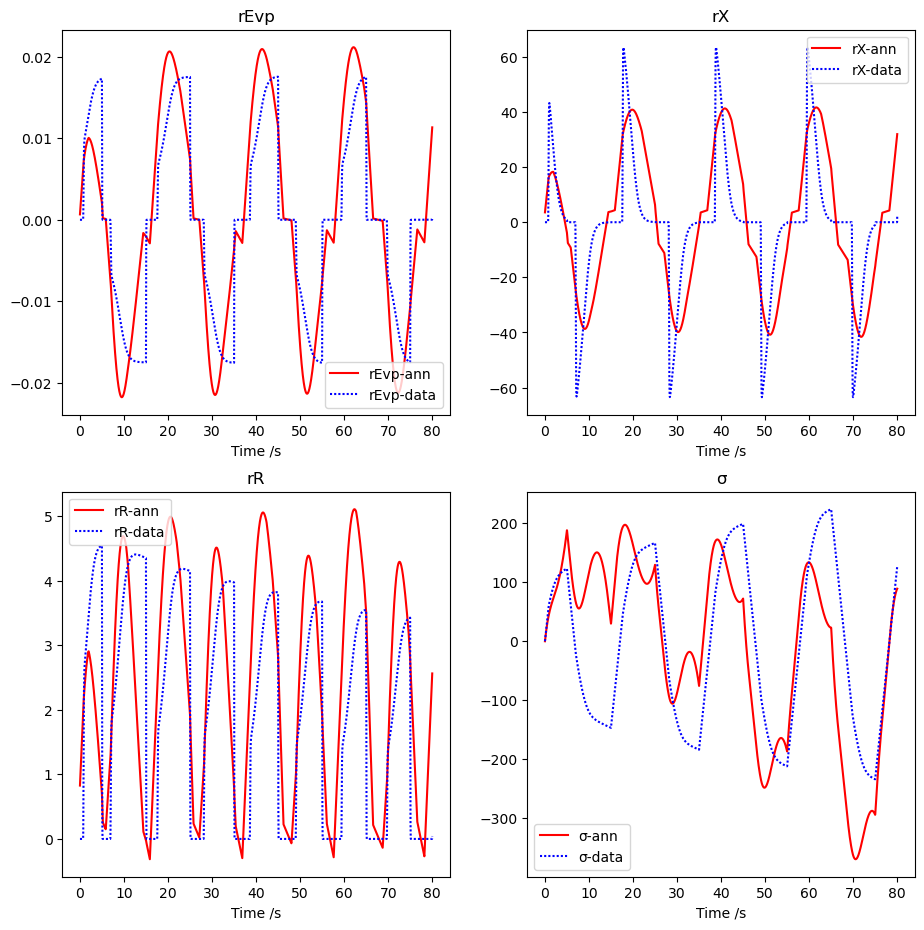 rEvp
0.02
0.01
0.00
−0.01
−0.02
rEvp-ann
rEvp-data
0 10 20 30 40 50 60 70 80
Time /s
rX
60
40
20
0
−20
−40
−60
rX-ann
rX-data
0 10 20 30 40 50 60 70 80
Time /s
rR
5
4
3
2
1
0
rR-ann
rR-data
0 10 20 30 40 50 60 70 80
Time /s
σ
200
100
0
−100
−200
−300
σ-ann
σ-data
0 10 20 30 40 50 60 70 80
Time /s